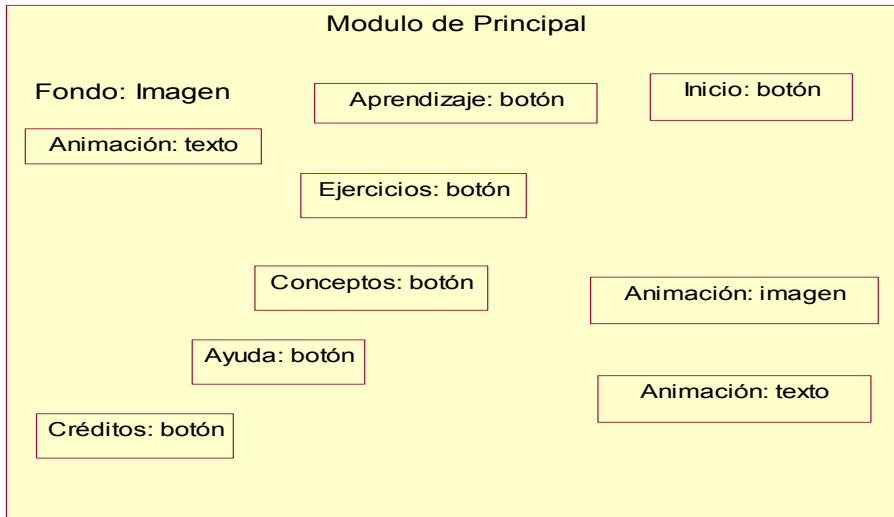 Modulo de Principal
Fondo: Imagen
Aprendizaje: botón
Inicio: botón
Animación: texto
Ejercicios: botón
Conceptos: botón
Animación: imagen
Ayuda: botón
Animación: texto
Créditos: botón